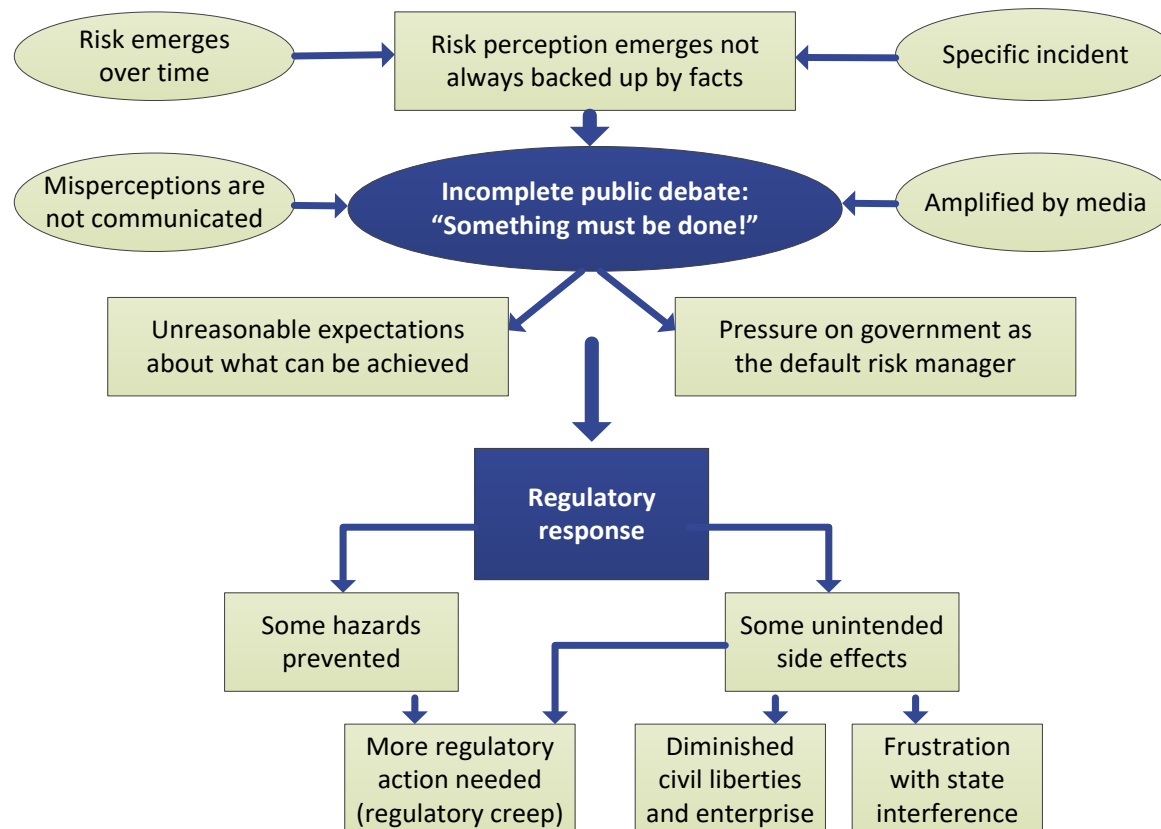 Risk emerges
over time
Risk perception emerges not
always backed up by facts
Specific incident
Misperceptions are
not communicated
Incomplete public debate:
“Something must be done!”
Amplified by media
Unreasonable expectations
about what can be achieved
Pressure on government as
the default risk manager
Regulatory
response
Some hazards
prevented
Some unintended
side effects
More regulatory
action needed
(regulatory creep)
Diminished
civil liberties
and enterprise
Frustration
with state
interference